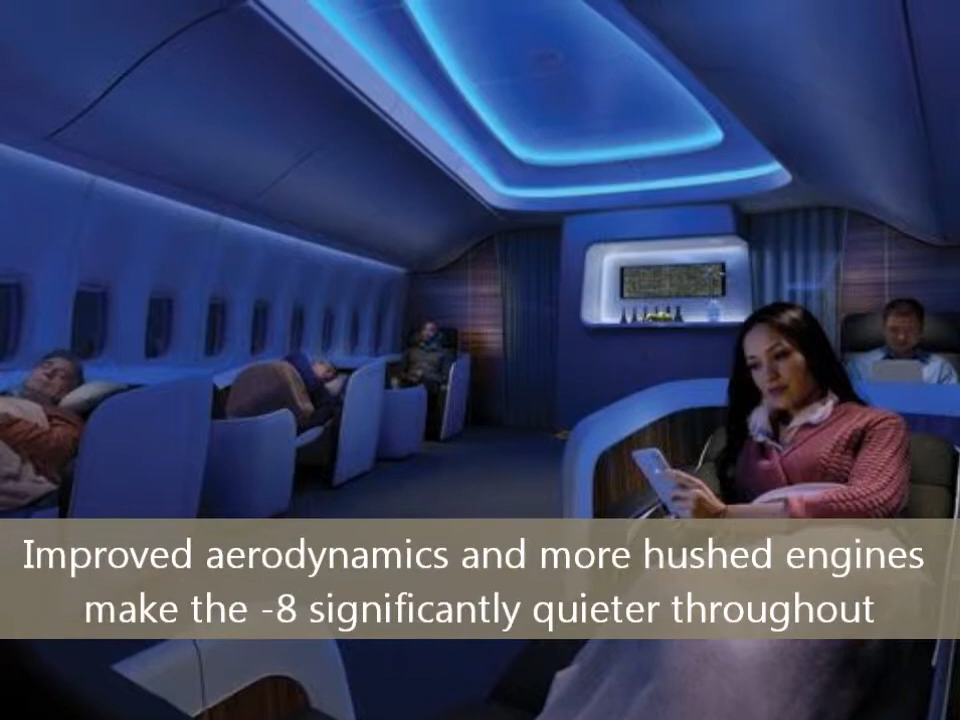 Improved aerodynamics and more hushed engines
make the -8 significantly quieter throughout